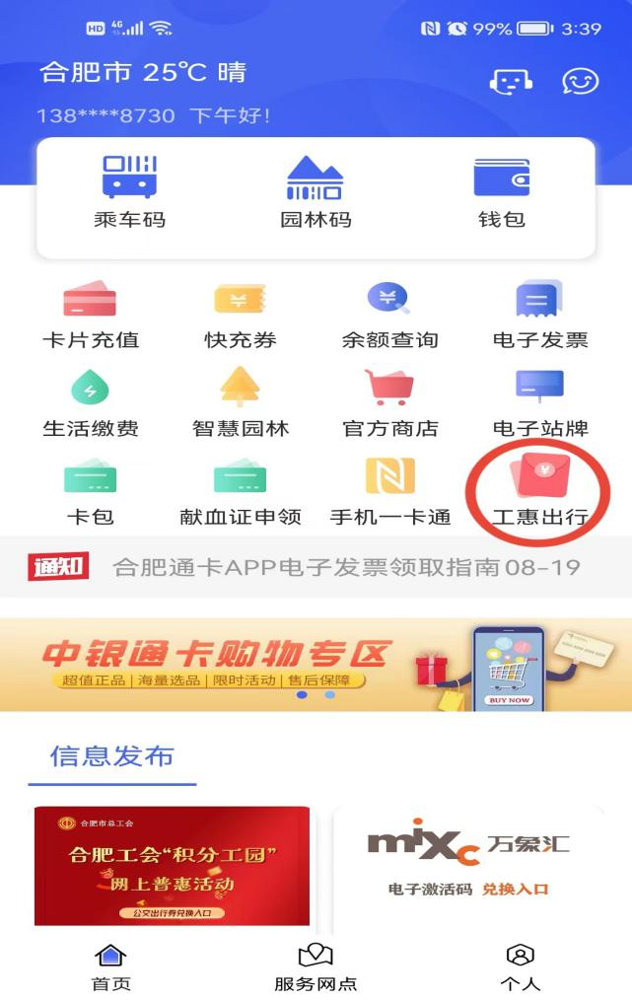 HD 4G 99% 3:39
合肥市 25℃ 晴
138****8730 下午好!
乘车码 园林码 钱包
卡片充值 快充券 余额查询 电子发票
生活缴费 智慧园林 官方商店 电子站牌
卡包 献血证申领 手机一卡通 工惠出行
通知 合肥通卡APP电子发票领取指南08-19
中银通卡购物专区
超值正品|海量选品|限时活动|售后保障
BUY NOW
信息发布
合肥市总工会
合肥工会“积分工园”
网上普惠活动
公交出行券兑换入口
mixc 万象汇
电子激活码 兑换入口
首页 服务网点 个人